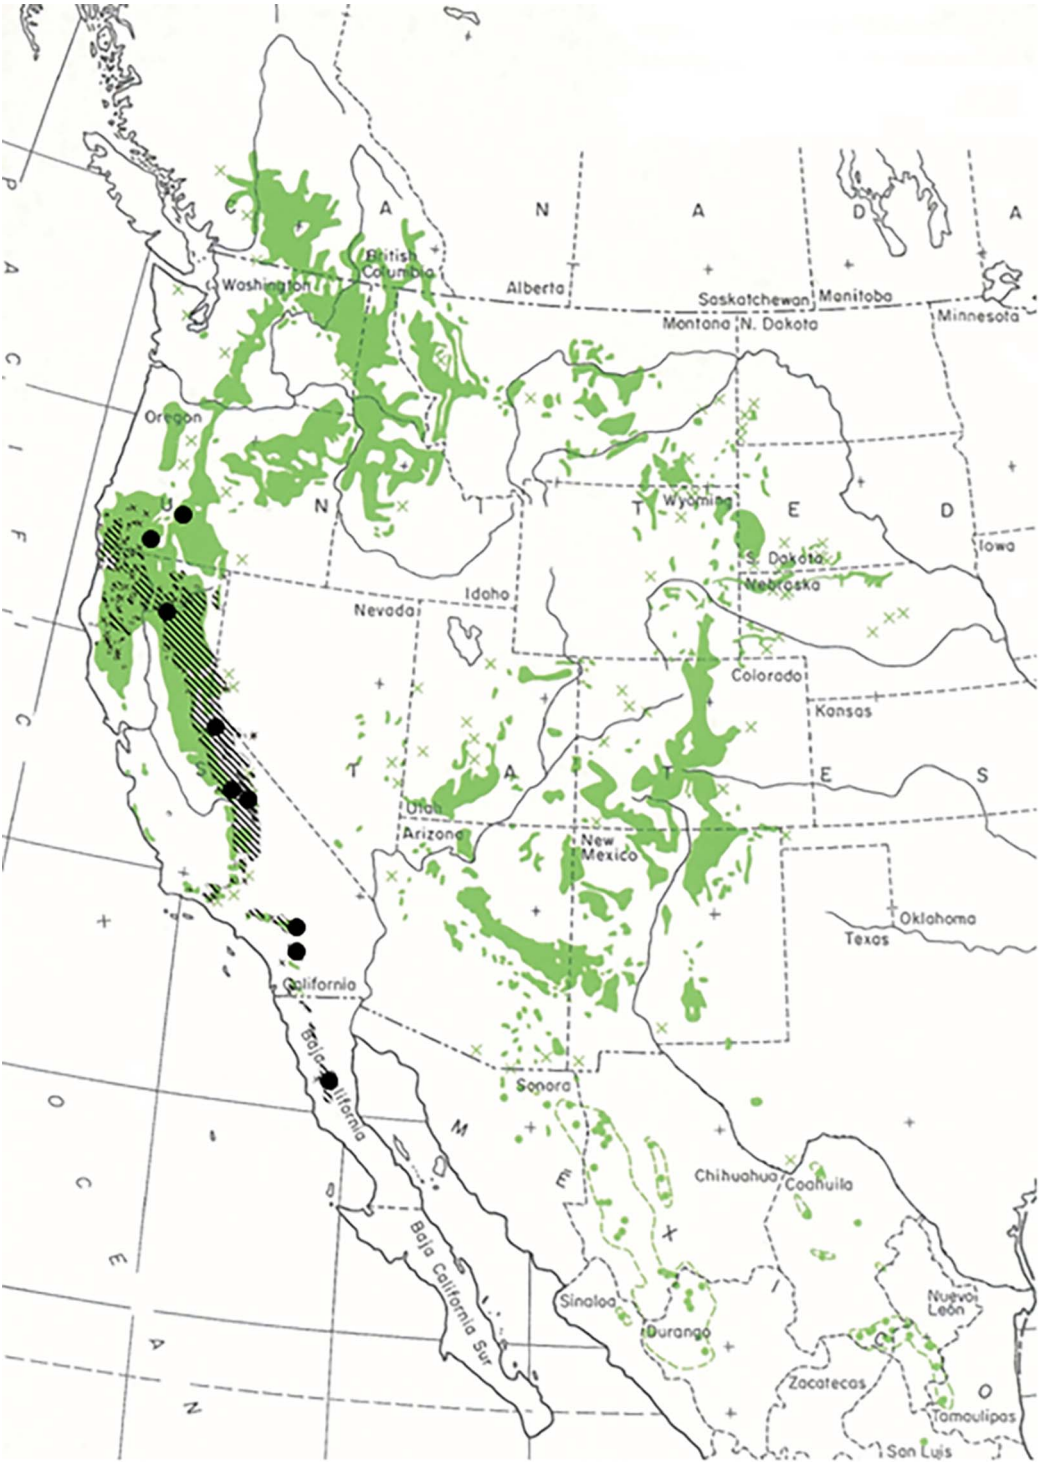 C A N A D A
British
Columbia
Washington
Alberta
Saskatchewan
Manitoba
Minnesota
Montana
N. Dakota
P A C I F I C
Oregon
U N I T E D
Wyoming
S. Dakota
Iowa
Nebraska
Idaho
Nevada
Colorado
Kansas
S T A T E S
Utah
Arizona
New
Mexico
Oklahoma
Texas
California
Baja
lifornia
Sonora
O C E A N
M E X I C O
Chihuahua
Coahuila
Baja California Sur
Sinaloa
Durango
Nuevo
León
Zacatecas
Tamaulipas
San Luis